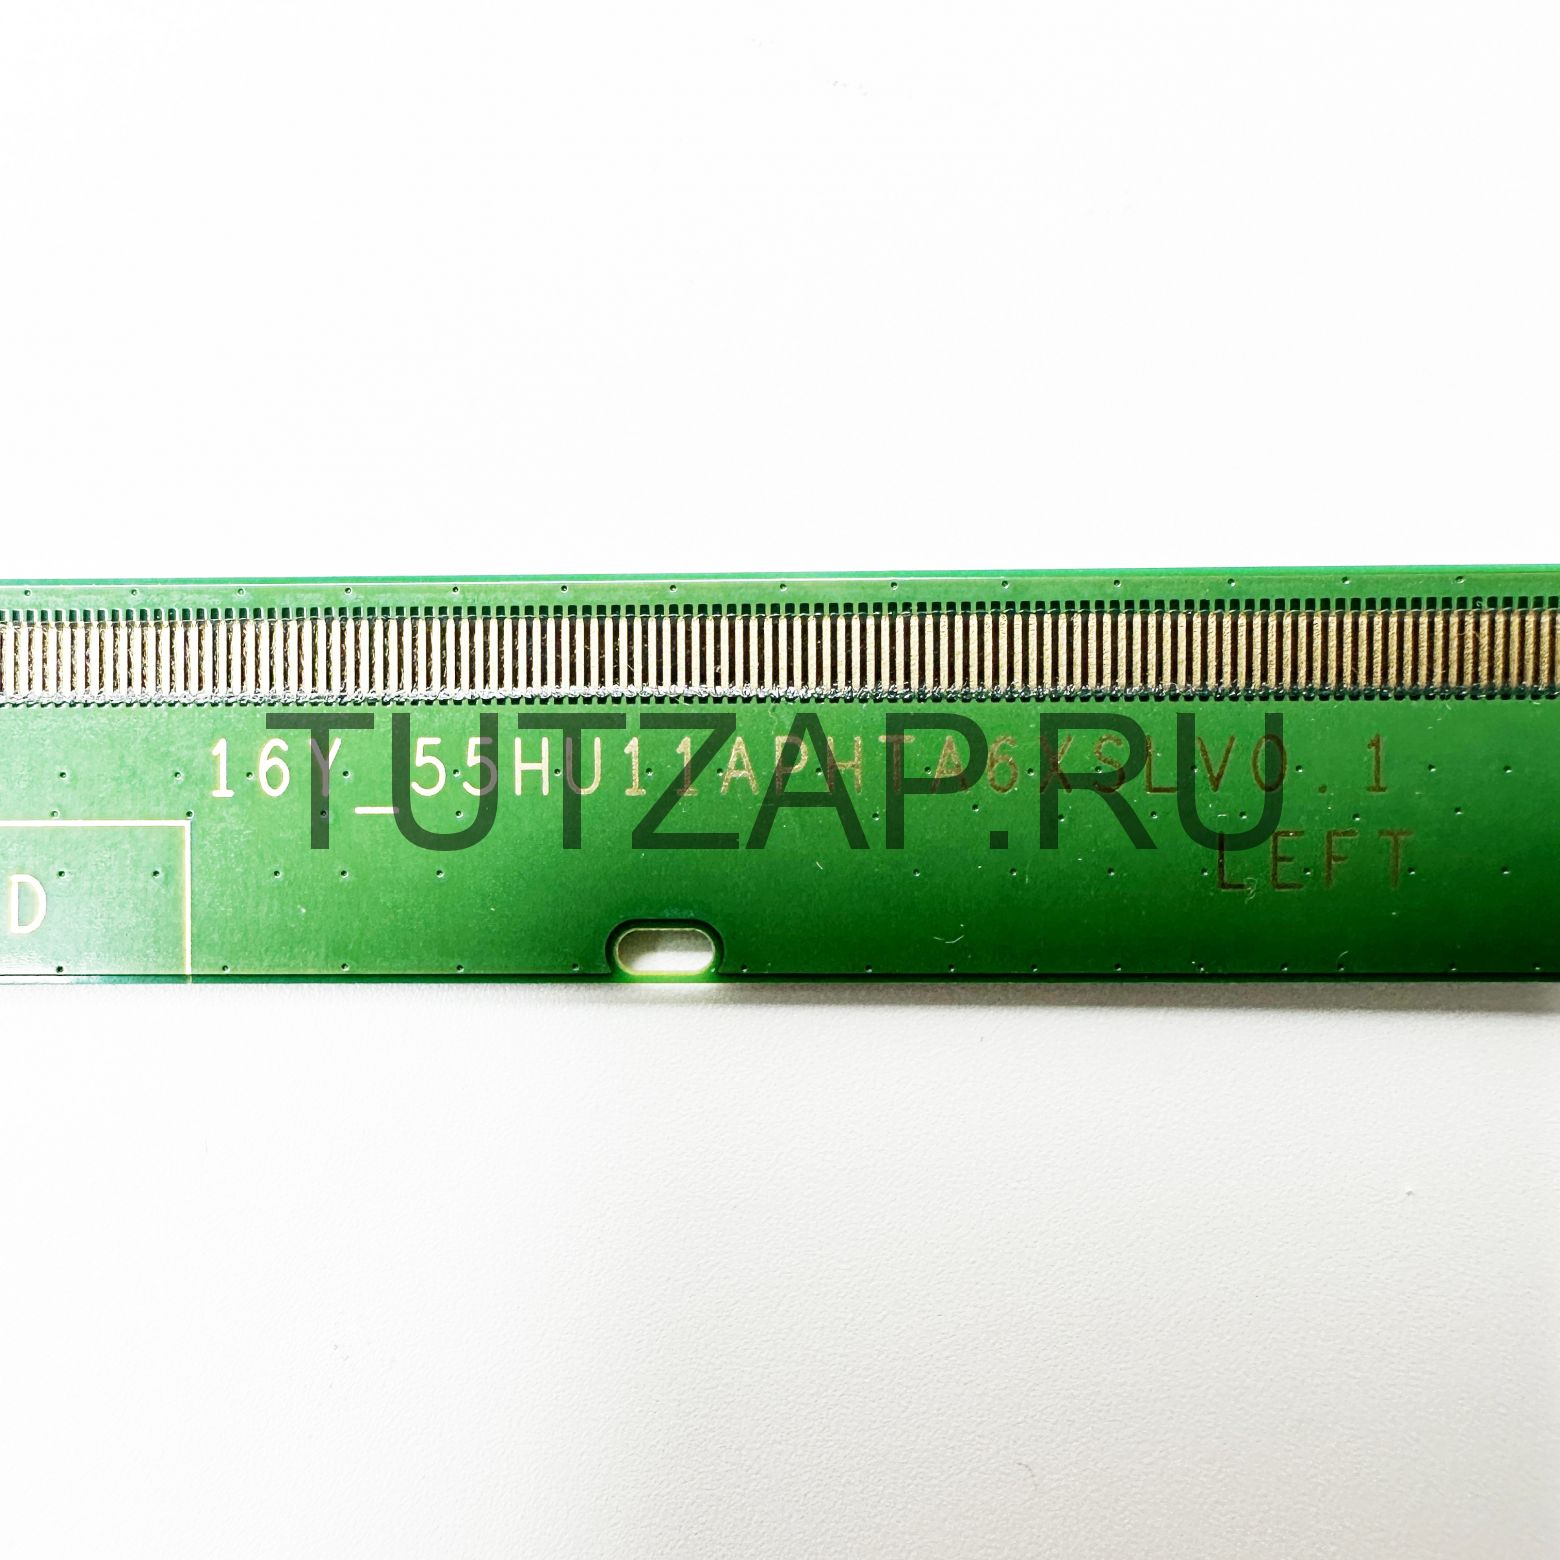 16Y_55HU11APHTA6XSLV0.1
TUTZAP.RU
LEFT
D